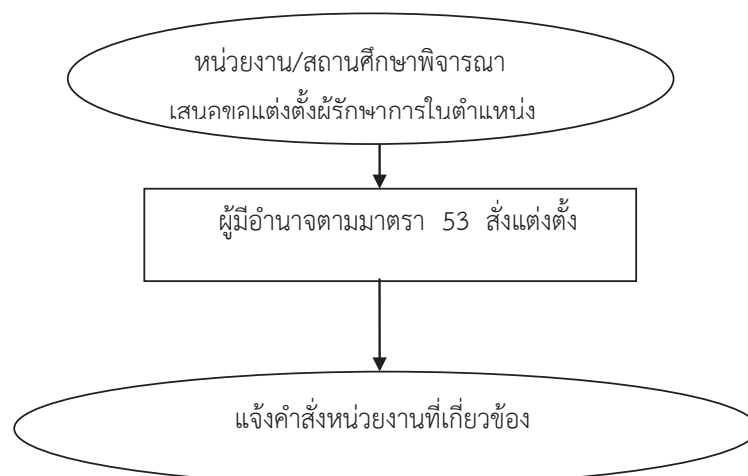 หน่วยงาน/สถานศึกษาพิจารณา
เสนอขอแต่งตั้งผู้รักษาการในตำแหน่ง
ผู้มีอำนาจตามมาตรา 53 สั่งแต่งตั้ง
แจ้งคำสั่งหน่วยงานที่เกี่ยวข้อง